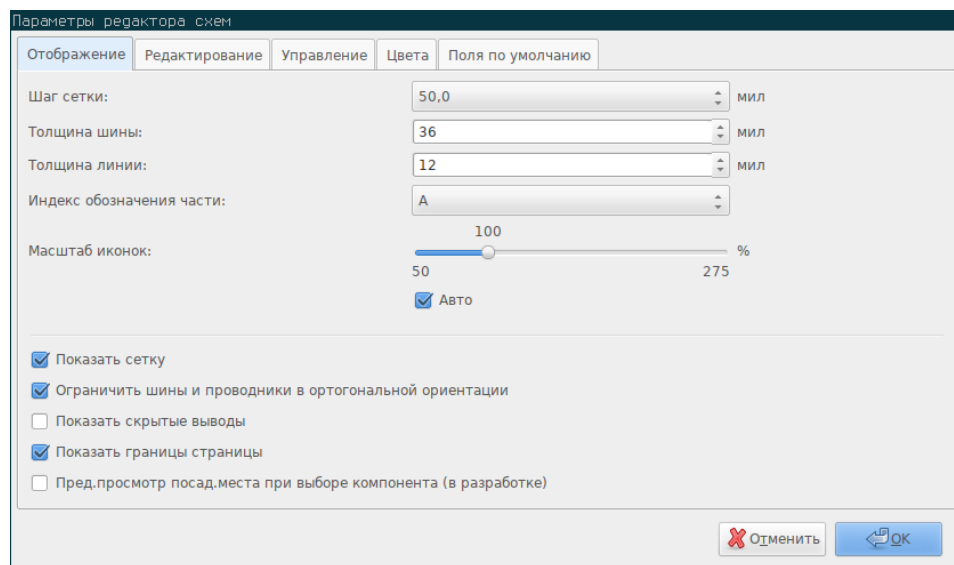 Параметры редактора схем
Отображение Редактирование Управление Цвета Поля по умолчанию
Шаг сетки: 50,0 мил
Толщина шины: 36 мил
Толщина линии: 12 мил
Индекс обозначения части: A
100
Масштаб иконок: %
50 275
Авто
Показать сетку
Ограничить шины и проводники в ортогональной ориентации
Показать скрытые выводы
Показать границы страницы
Пред.просмотр посад.места при выборе компонента (в разработке)
Отменить OK